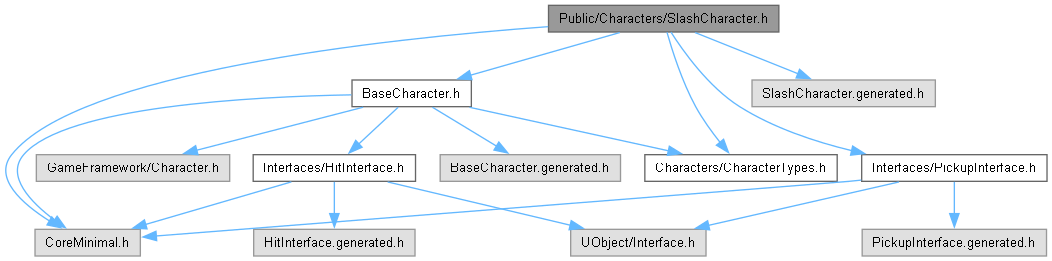 Public/Characters/SlashCharacter.h
BaseCharacter.h
SlashCharacter.generated.h
GameFramework/Character.h
Interfaces/HitInterface.h
BaseCharacter.generated.h
Characters/CharacterTypes.h
Interfaces/PickupInterface.h
CoreMinimal.h
HitInterface.generated.h
UObject/Interface.h
PickupInterface.generated.h